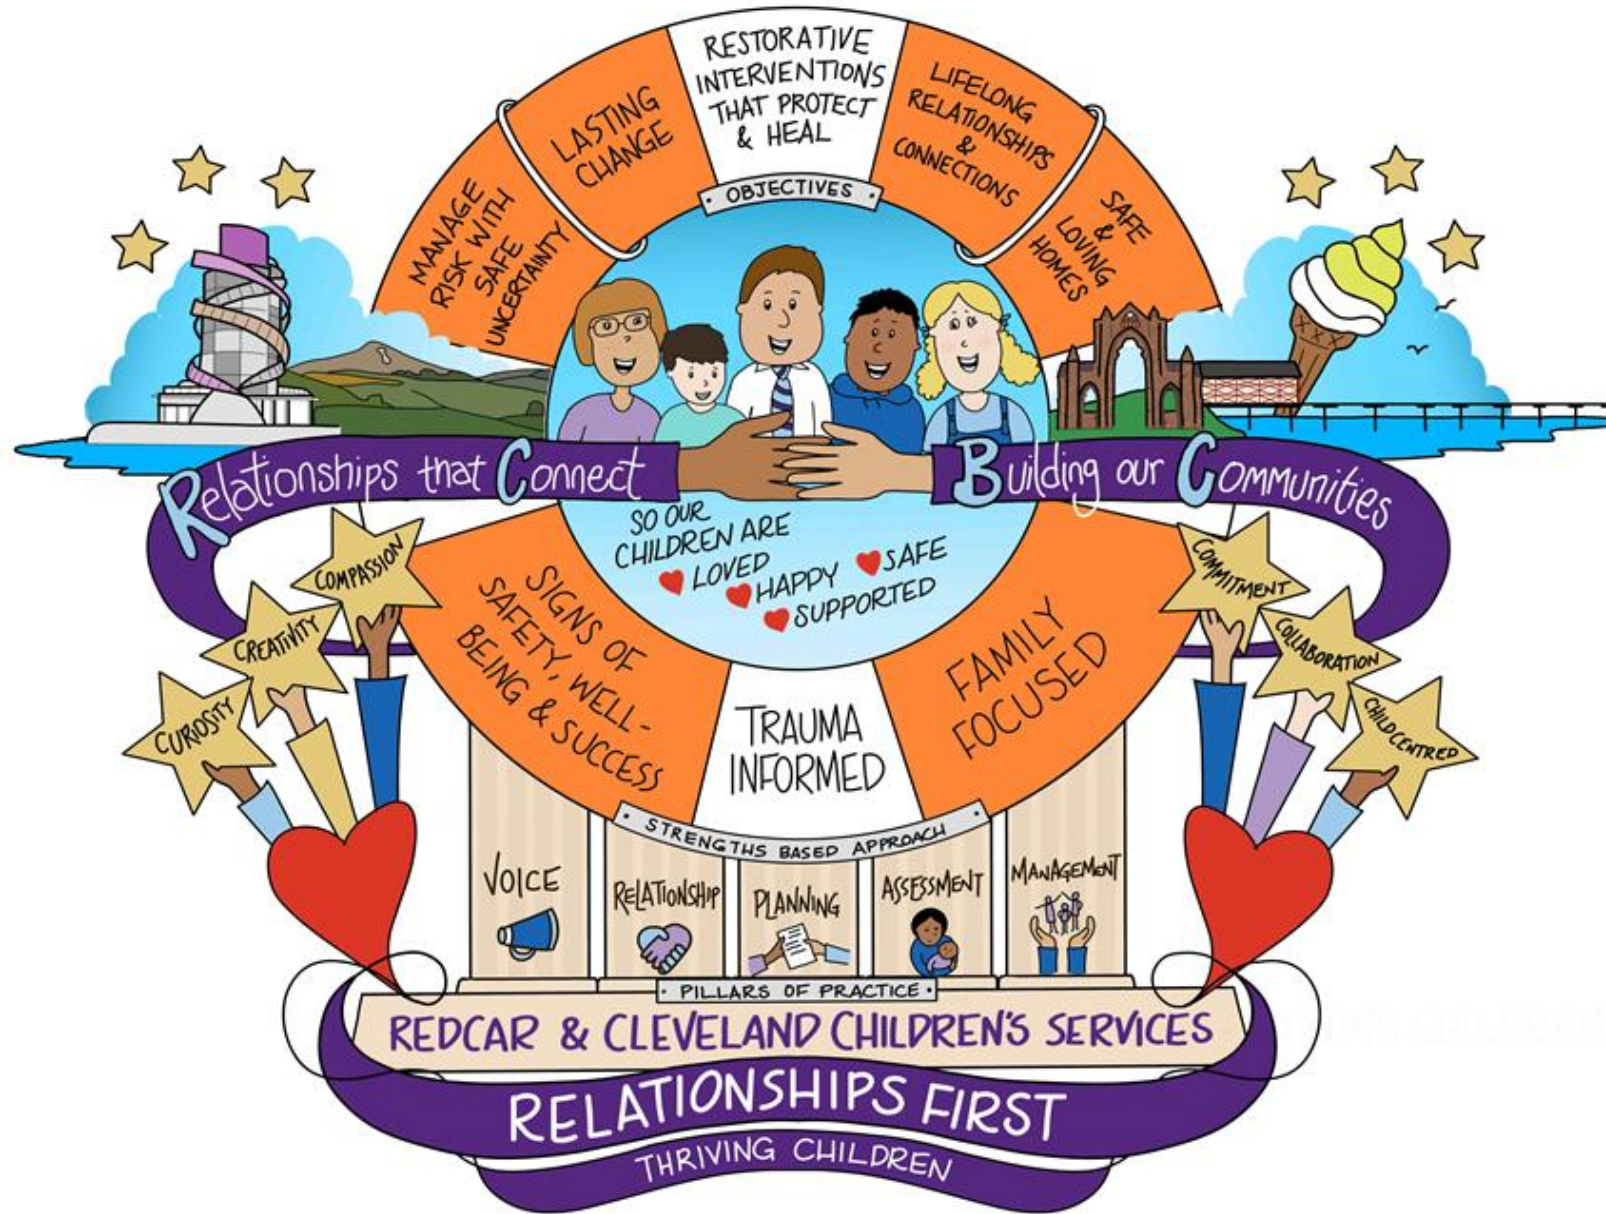 RESTORATIVE
INTERVENTIONS
THAT PROTECT
& HEAL
LASTING
CHANGE
MANAGE
RISK WITH
SAFE
UNCERTAINTY
LIFELONG
RELATIONSHIPS
&
CONNECTIONS
SAFE
&
LOVING
HOMES
OBJECTIVES
Relationships that Connect
Building our Communities
SO OUR
CHILDREN ARE
LOVED
HAPPY
SAFE
SUPPORTED
COMPASSION
CREATIVITY
CURIOSITY
COMMITMENT
COLLABORATION
CHILD CENTRED
SIGNS OF
SAFETY, WELL-
BEING & SUCCESS
TRAUMA
INFORMED
FAMILY
FOCUSED
STRENGTHS BASED APPROACH
VOICE
RELATIONSHIP
PLANNING
ASSESSMENT
MANAGEMENT
PILLARS OF PRACTICE
REDCAR & CLEVELAND CHILDREN'S SERVICES
RELATIONSHIPS FIRST
THRIVING CHILDREN